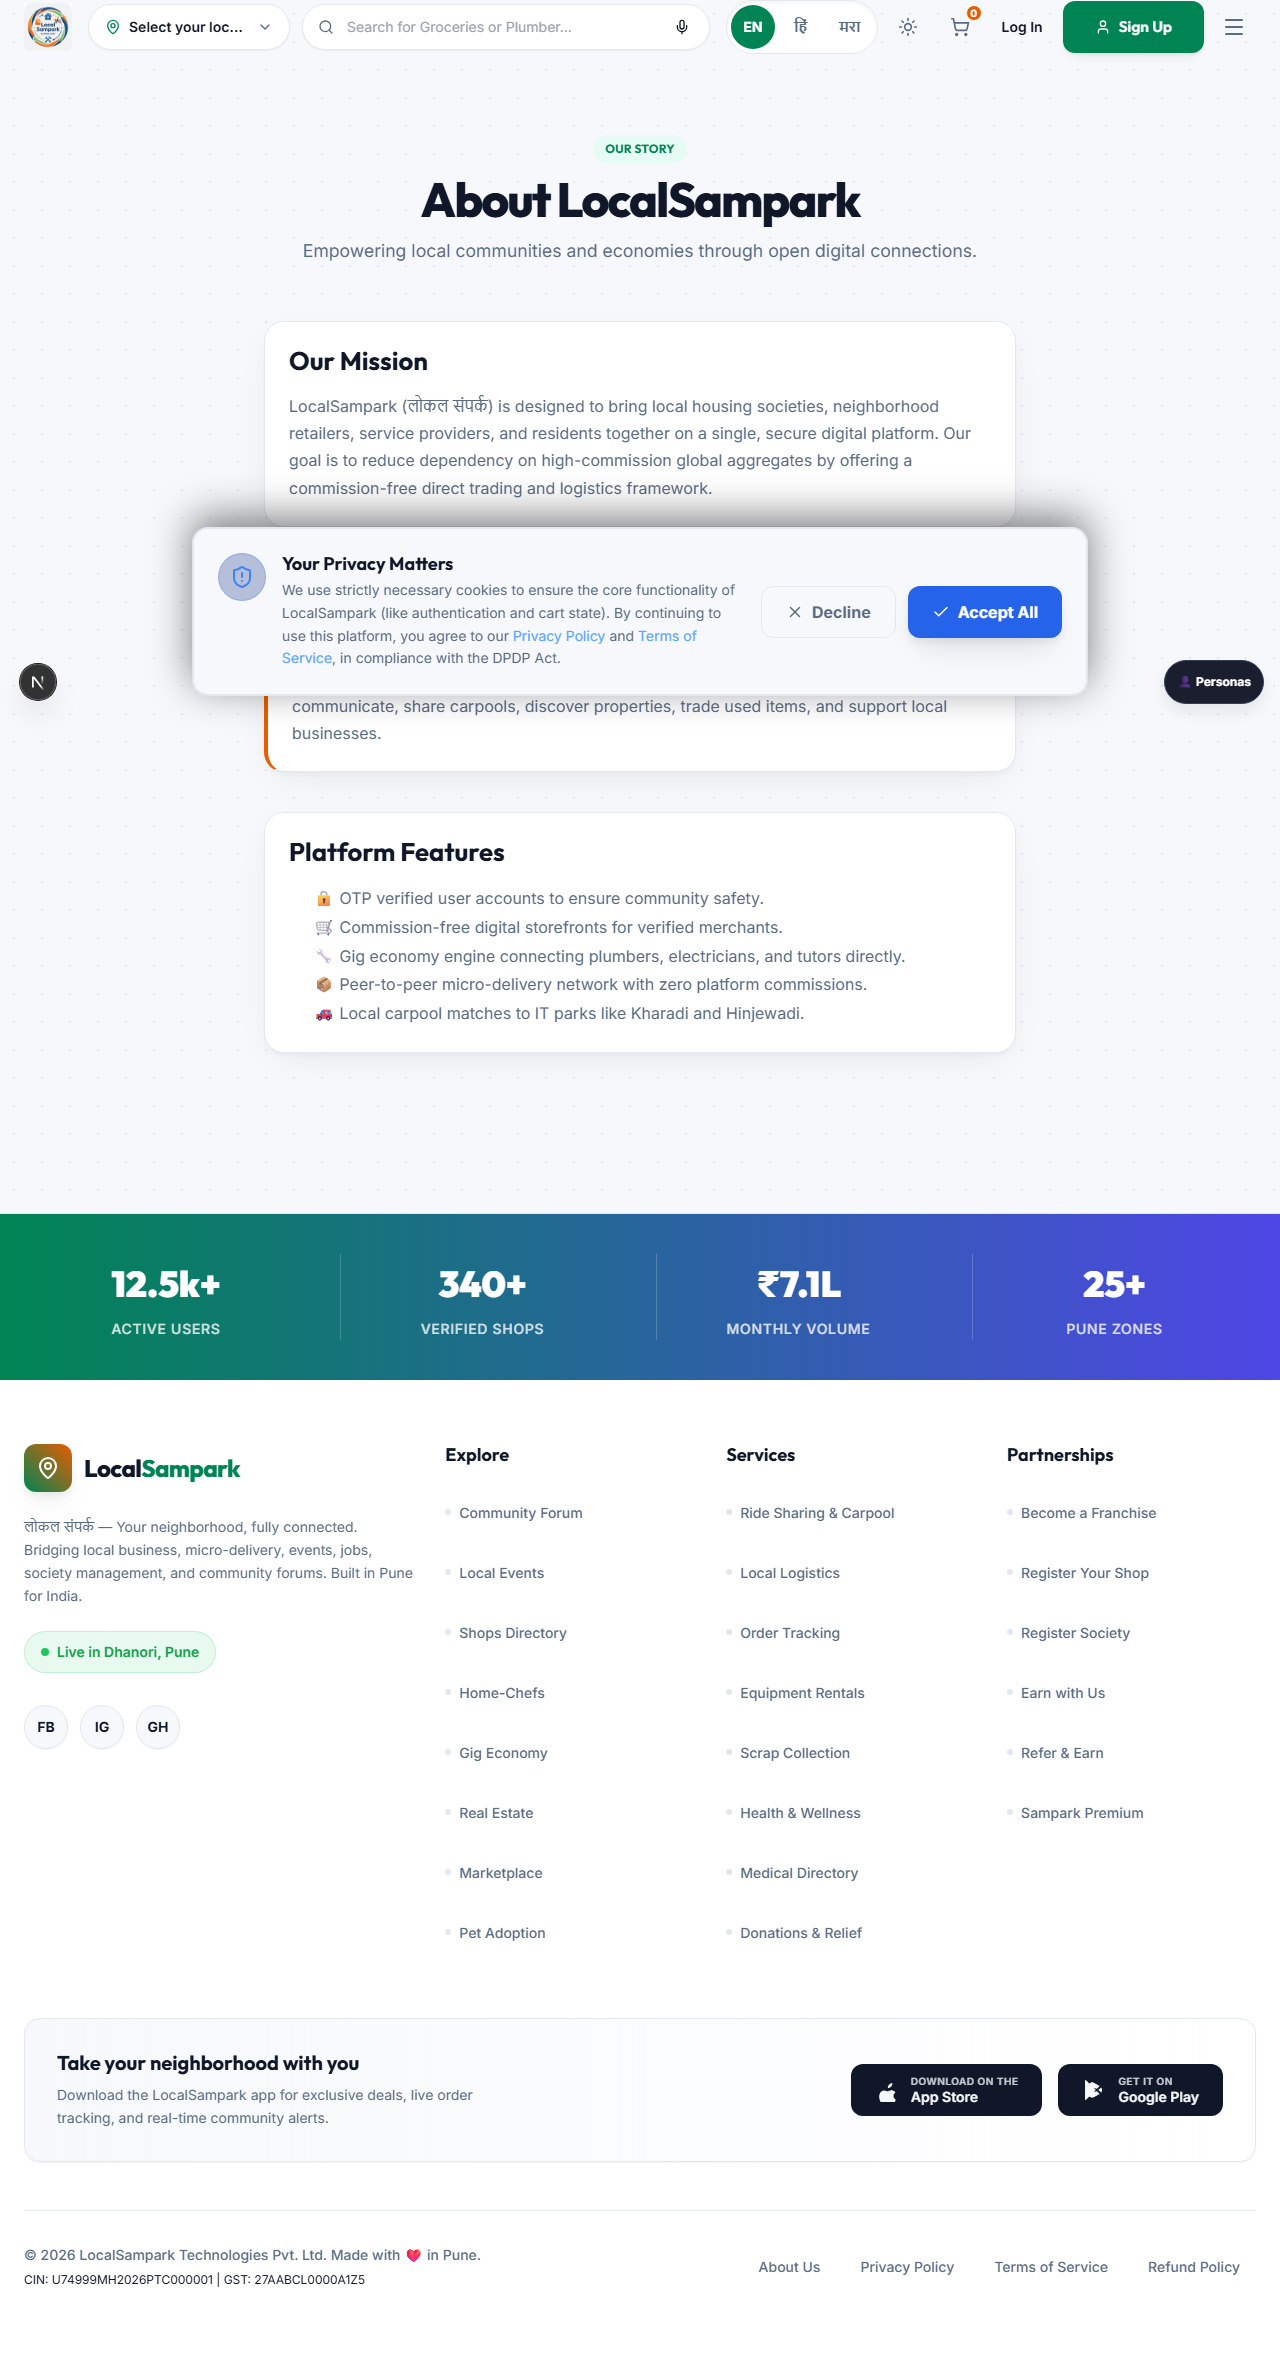 Select your loc...
Search for Groceries or Plumber...
EN
हिं
मरा
0
Log In
Sign Up
OUR STORY
About LocalSampark
Empowering local communities and economies through open digital connections.
Our Mission
LocalSampark (लोकल संपर्क) is designed to bring local housing societies, neighborhood
retailers, service providers, and residents together on a single, secure digital platform. Our
goal is to reduce dependency on high-commission global aggregates by offering a
commission-free direct trading and logistics framework.
Your Privacy Matters
We use strictly necessary cookies to ensure the core functionality of
LocalSampark (like authentication and cart state). By continuing to
use this platform, you agree to our Privacy Policy and Terms of
Service, in compliance with the DPDP Act.
Decline
Accept All
N
Personas
communicate, share carpools, discover properties, trade used items, and support local
businesses.
Platform Features
🔒 OTP verified user accounts to ensure community safety.
🛒 Commission-free digital storefronts for verified merchants.
🔧 Gig economy engine connecting plumbers, electricians, and tutors directly.
📦 Peer-to-peer micro-delivery network with zero platform commissions.
🚗 Local carpool matches to IT parks like Kharadi and Hinjewadi.
12.5k+
ACTIVE USERS
340+
VERIFIED SHOPS
₹7.1L
MONTHLY VOLUME
25+
PUNE ZONES
LocalSampark
लोकल संपर्क — Your neighborhood, fully connected.
Bridging local business, micro-delivery, events, jobs,
society management, and community forums. Built in Pune
for India.
Live in Dhanori, Pune
FB
IG
GH
Explore
Community Forum
Local Events
Shops Directory
Home-Chefs
Gig Economy
Real Estate
Marketplace
Pet Adoption
Services
Ride Sharing & Carpool
Local Logistics
Order Tracking
Equipment Rentals
Scrap Collection
Health & Wellness
Medical Directory
Donations & Relief
Partnerships
Become a Franchise
Register Your Shop
Register Society
Earn with Us
Refer & Earn
Sampark Premium
Take your neighborhood with you
Download the LocalSampark app for exclusive deals, live order
tracking, and real-time community alerts.
DOWNLOAD ON THE
App Store
GET IT ON
Google Play
© 2026 LocalSampark Technologies Pvt. Ltd. Made with ❤️ in Pune.
CIN: U74999MH2026PTC000001 | GST: 27AABCL0000A1Z5
About Us
Privacy Policy
Terms of Service
Refund Policy